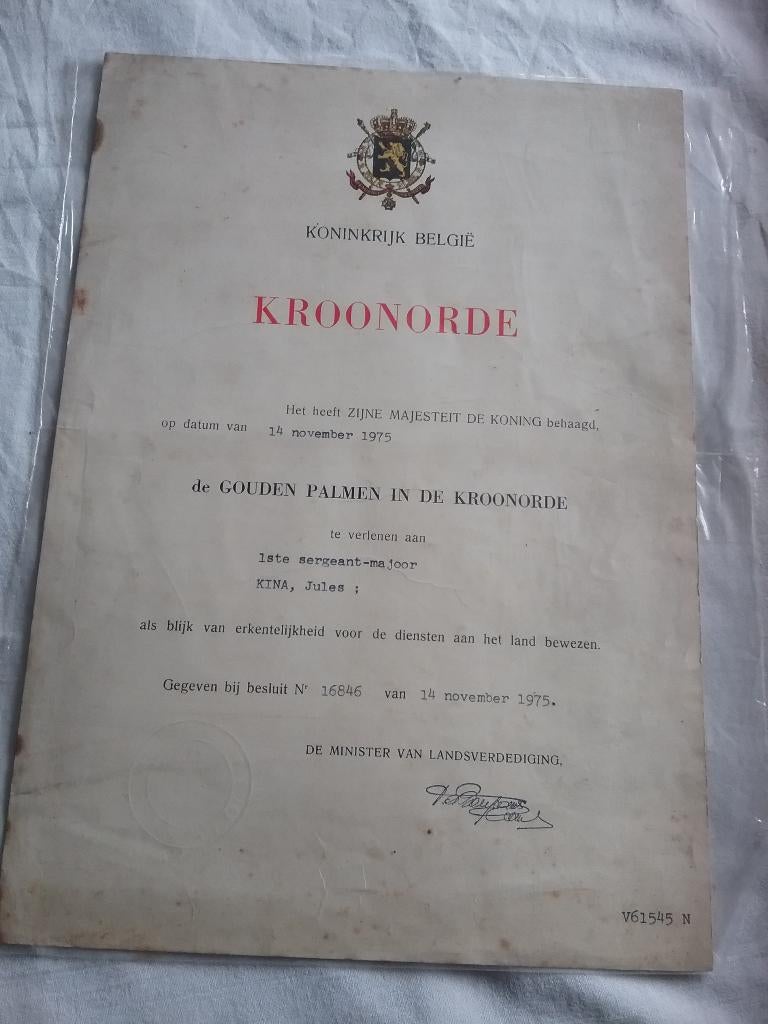 KONINKRIJK BELGIË
KROONORDE
Het heeft ZIJNE MAJESTEIT DE KONING behaagd,
op datum van 14 november 1975
de GOUDEN PALMEN IN DE KROONORDE
te verlenen aan
1ste sergeant-majoor
KINA, Jules ;
als blijk van erkentelijkheid voor de diensten aan het land bewezen.
Gegeven bij besluit Nr 16846 van 14 november 1975.
DE MINISTER VAN LANDSVERDEDIGING,
V61545 N